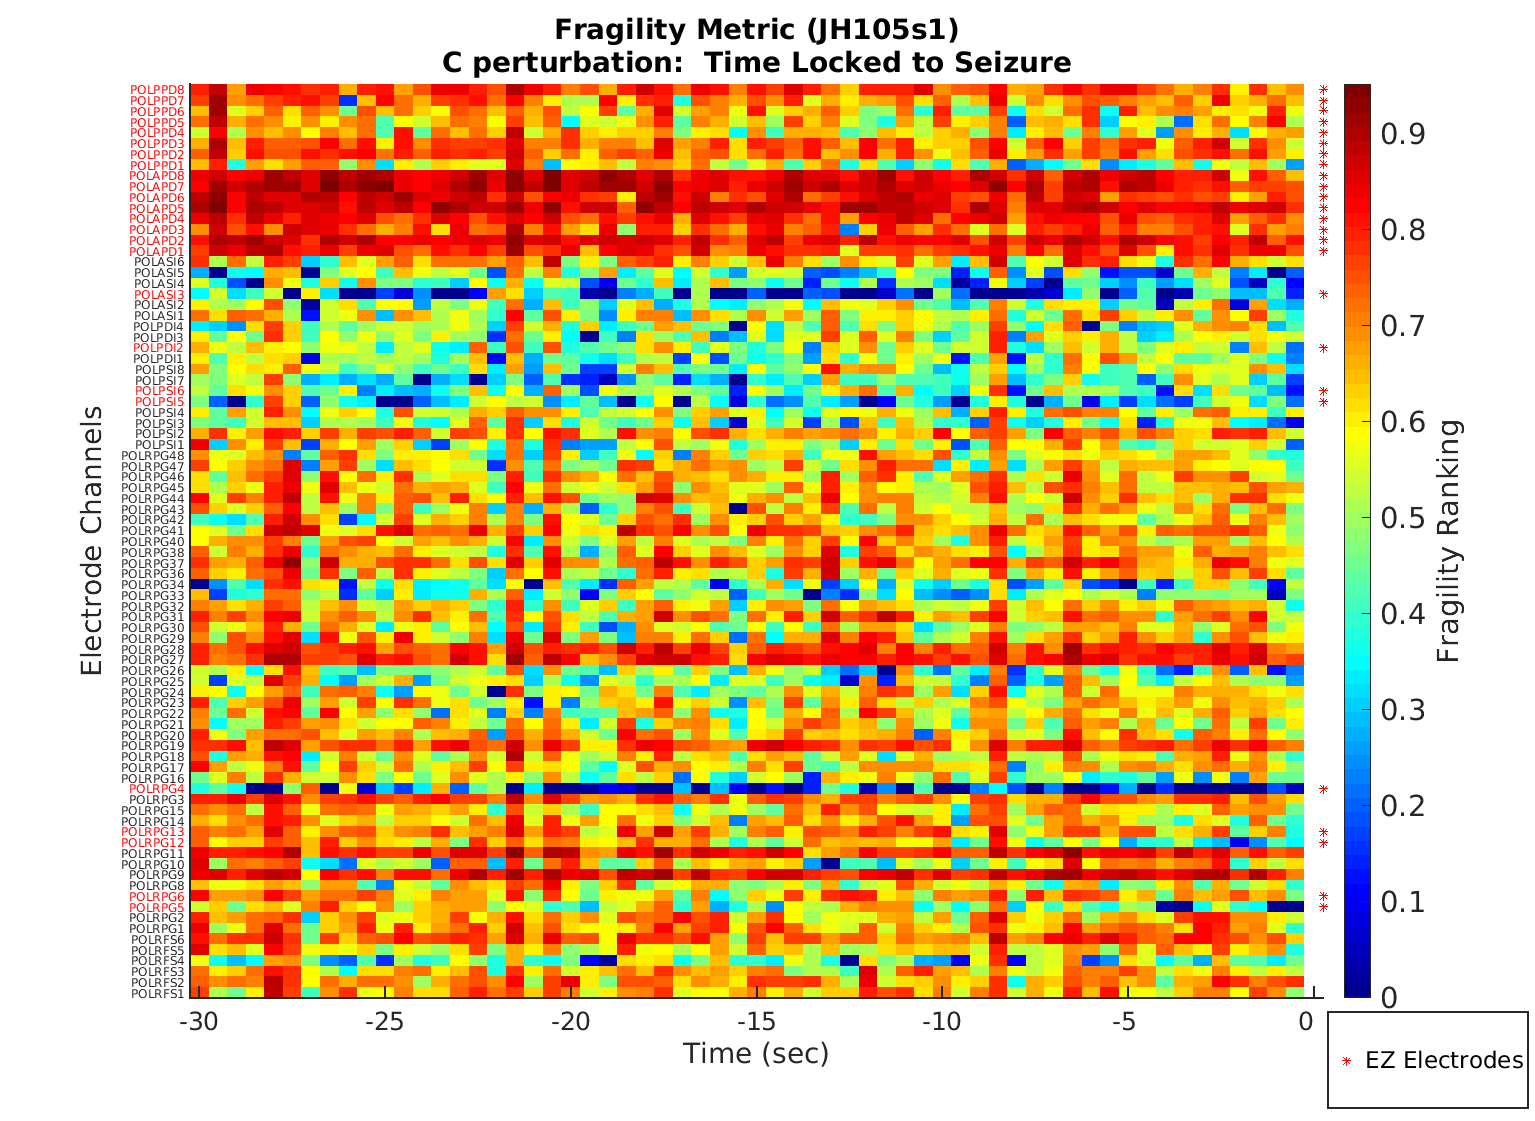 Fragility Metric (JH105s1)
C perturbation:  Time Locked to Seizure
POLPPD8
POLPPD7
POLPPD6
POLPPD5
POLPPD4
POLPPD3
POLPPD2
POLPPD1
POLAPD8
POLAPD7
POLAPD6
POLAPD5
POLAPD4
POLAPD3
POLAPD2
POLAPD1
POLASI6
POLASI5
POLASI4
POLASI3
POLASI2
POLASI1
POLPDI4
POLPDI3
POLPDI2
POLPDI1
POLPSI8
POLPSI7
POLPSI6
POLPSI5
POLPSI4
POLPSI3
POLPSI2
POLPSI1
POLRPG48
POLRPG47
POLRPG46
POLRPG45
POLRPG44
POLRPG43
POLRPG42
POLRPG41
POLRPG40
POLRPG38
POLRPG37
POLRPG36
POLRPG34
POLRPG33
POLRPG32
POLRPG31
POLRPG30
POLRPG29
POLRPG28
POLRPG27
POLRPG26
POLRPG25
POLRPG24
POLRPG23
POLRPG22
POLRPG21
POLRPG20
POLRPG19
POLRPG18
POLRPG17
POLRPG16
POLRPG4
POLRPG3
POLRPG15
POLRPG14
POLRPG13
POLRPG12
POLRPG11
POLRPG10
POLRPG9
POLRPG8
POLRPG6
POLRPG5
POLRPG2
POLRPG1
POLRFS6
POLRFS5
POLRFS4
POLRFS3
POLRFS2
POLRFS1
Electrode Channels
-30 -25 -20 -15 -10 -5 0
Time (sec)
0.9
0.8
0.7
0.6
0.5
0.4
0.3
0.2
0.1
0
Fragility Ranking
EZ Electrodes